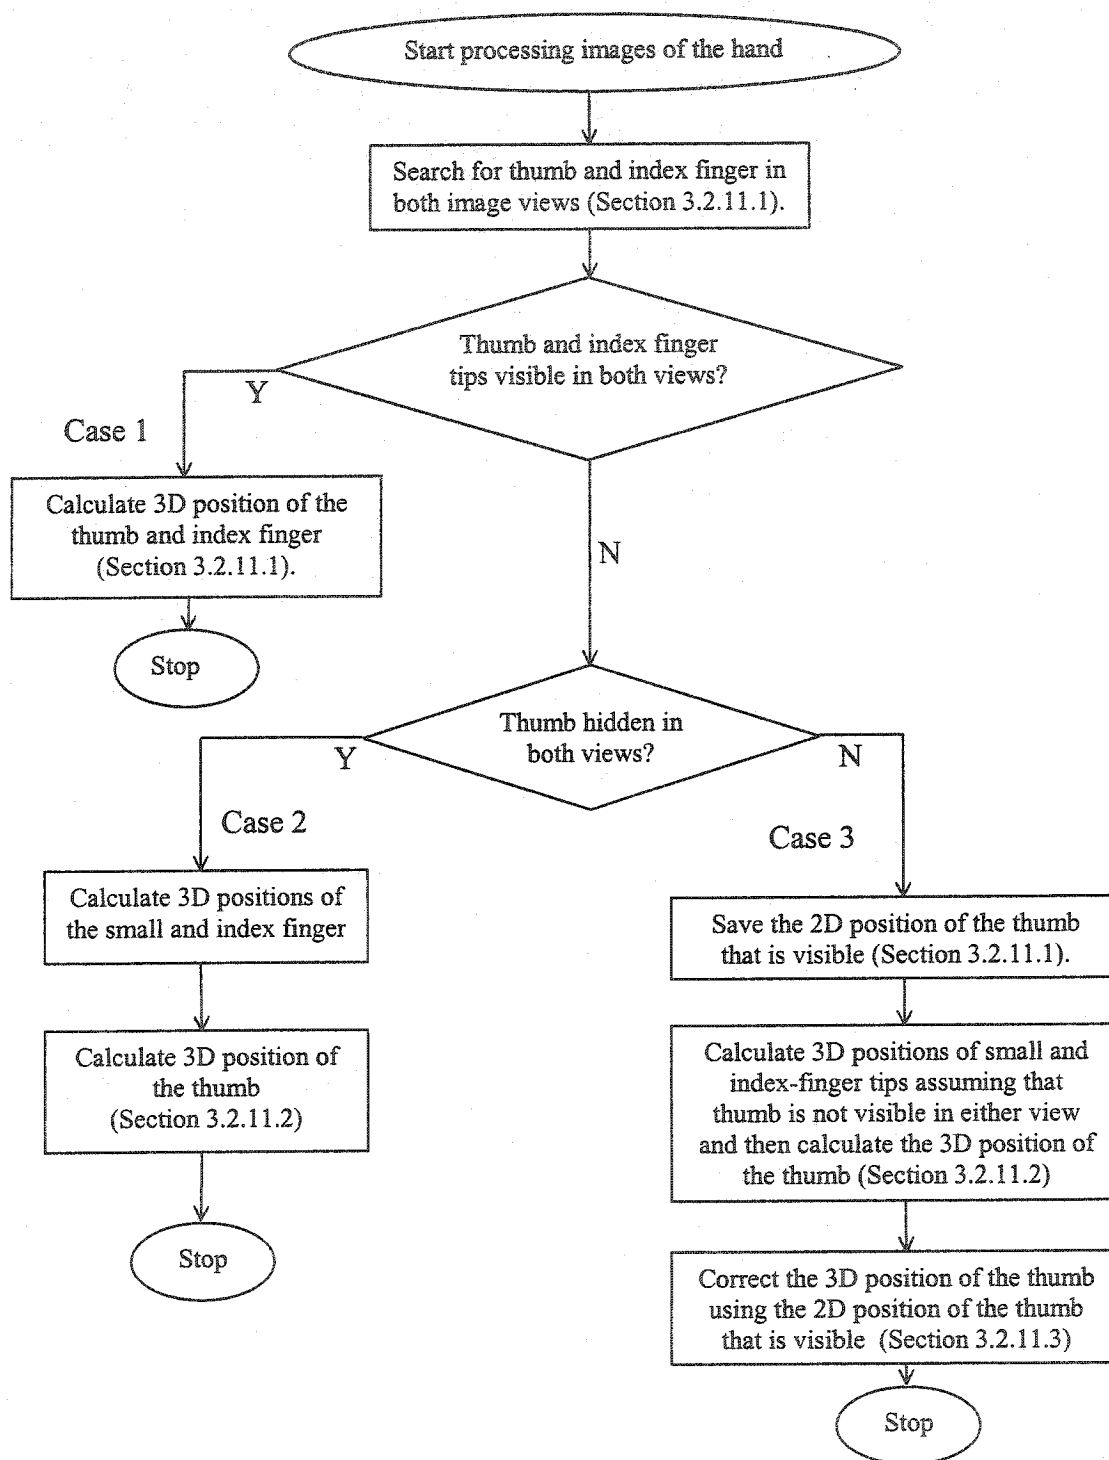 Start processing images of the hand
Search for thumb and index finger in
both image views (Section 3.2.11.1).
Thumb and index finger
tips visible in both views?
Y
Case 1
Calculate 3D position of the
thumb and index finger
(Section 3.2.11.1).
N
Stop
Thumb hidden in
both views?
Y
N
Case 2
Case 3
Calculate 3D positions of
the small and index finger
Save the 2D position of the thumb
that is visible (Section 3.2.11.1).
Calculate 3D position of
the thumb
(Section 3.2.11.2)
Calculate 3D positions of small and
index-finger tips assuming that
thumb is not visible in either view
and then calculate the 3D position of
the thumb (Section 3.2.11.2)
Stop
Correct the 3D position of the thumb
using the 2D position of the thumb
that is visible (Section 3.2.11.3)
Stop